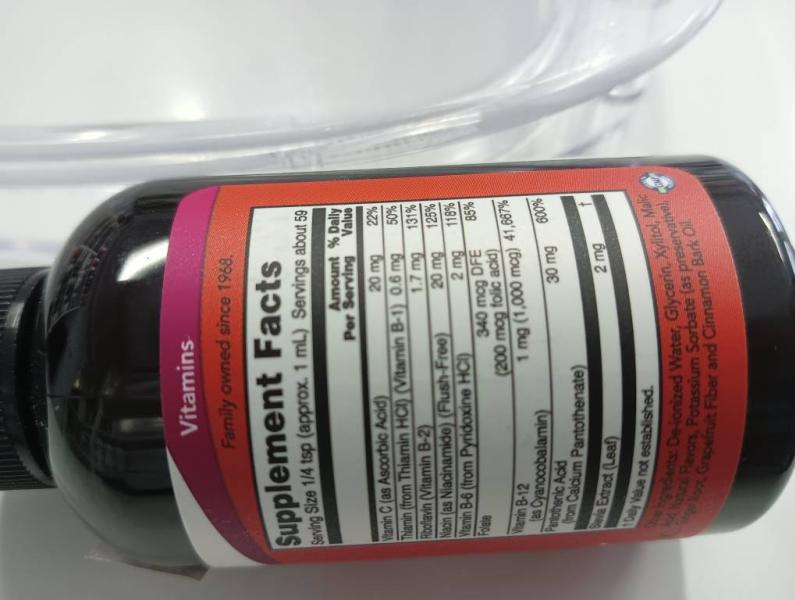 Vitamins
Family owned since 1968.
Supplement Facts
Serving Size 1/4 tsp (approx. 1 mL) Servings about 59
Amount Per Serving % Daily Value
Vitamin C (as Ascorbic Acid) 20 mg 22%
Thiamin (from Thiamin HCl) (Vitamin B-1) 0.6 mg 50%
Riboflavin (Vitamin B-2) 1.7 mg 131%
Niacin (as Niacinamide) (Flush-Free) 20 mg 125%
Vitamin B-6 (from Pyridoxine HCl) 2 mg 118%
Folate 340 mcg DFE 85%
(200 mcg folic acid)
Vitamin B-12 1 mg (1,000 mcg) 41,667%
(as Cyanocobalamin)
Pantothenic Acid 30 mg 600%
(from Calcium Pantothenate)
Stevia Extract (Leaf) 2 mg †
† Daily Value not established.
Ingredients: De-ionized Water, Glycerin, Xylitol, Malic
Natural Flavors, Potassium Sorbate (as preservative),
Ginger Root, Grapefruit Fiber and Cinnamon Bark Oil.